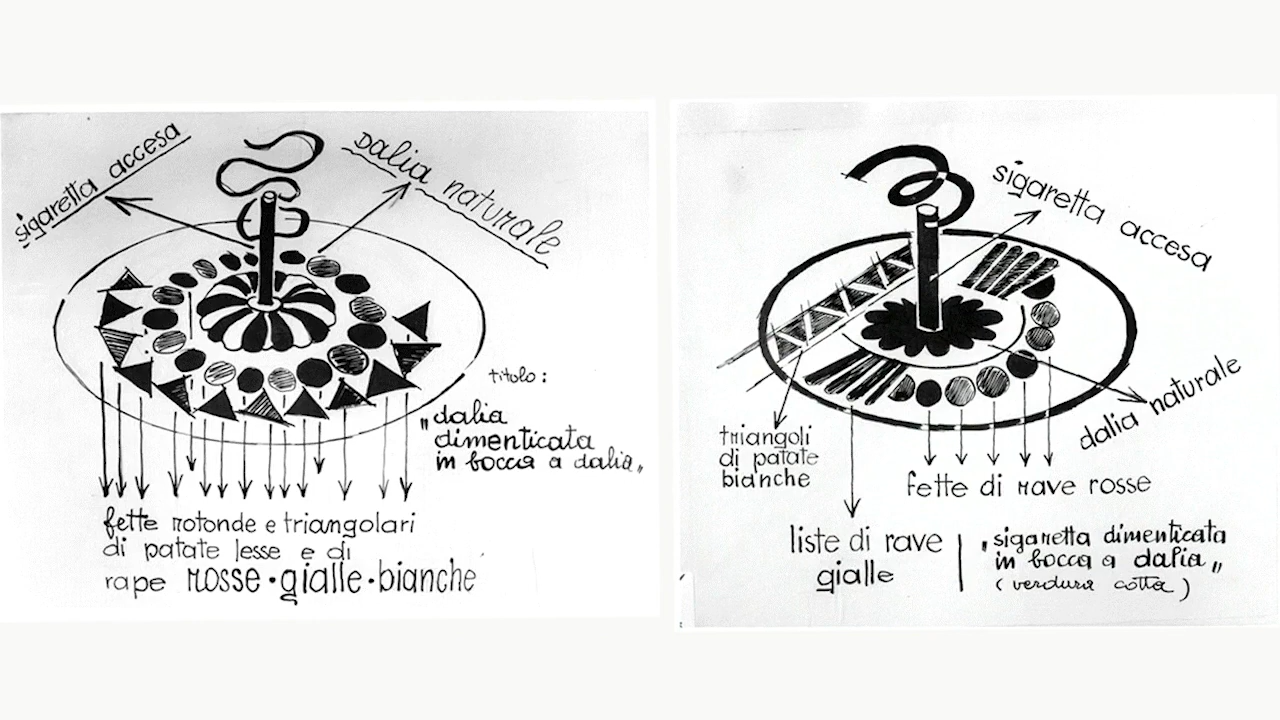 sigaretta accesa
Dalia naturale
titolo:
„dalia
dimenticata
in bocca a dalia„
fette rotonde e triangolari
di patate lesse e di
rape rosse·gialle·bianche
sigaretta accesa
dalia naturale
triangoli
di patate
bianche
fette di rave rosse
liste di rave
gialle
„sigaretta dimenticata
in bocca a dalia„
(verdura cotta)